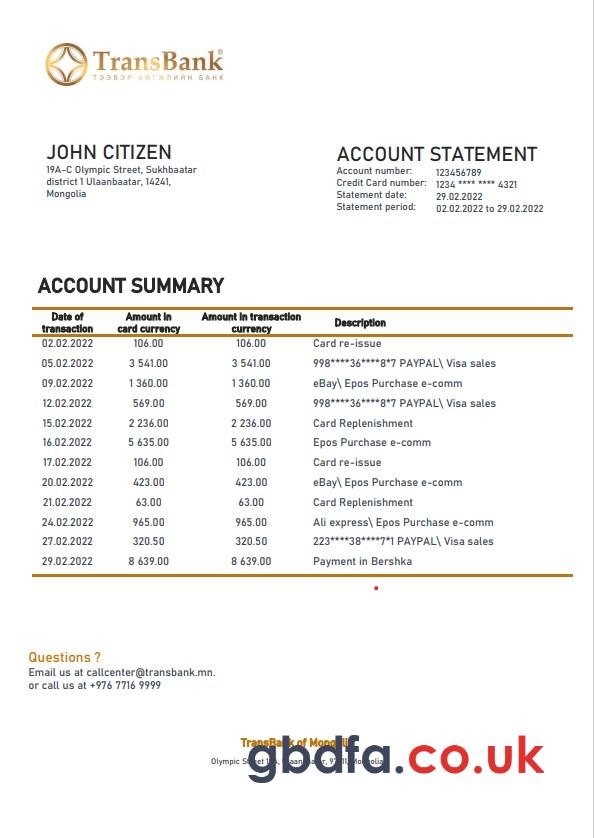 TransBank®
ТЭЭВЭР ХӨГЖЛИЙН БАНК
JOHN CITIZEN
19A-C Olympic Street, Sukhbaatar
district 1 Ulaanbaatar, 14241,
Mongolia
ACCOUNT STATEMENT
Account number: 123456789
Credit Card number: 1234 **** **** 4321
Statement date: 29.02.2022
Statement period: 02.02.2022 to 29.02.2022
ACCOUNT SUMMARY
Date of transaction Amount in card currency Amount in transaction currency Description
02.02.2022 106.00 106.00 Card re-issue
05.02.2022 3 541.00 3 541.00 998****36****8*7 PAYPAL\ Visa sales
09.02.2022 1 360.00 1 360.00 eBay\ Epos Purchase e-comm
12.02.2022 569.00 569.00 998****36****8*7 PAYPAL\ Visa sales
15.02.2022 2 236.00 2 236.00 Card Replenishment
16.02.2022 5 635.00 5 635.00 Epos Purchase e-comm
17.02.2022 106.00 106.00 Card re-issue
20.02.2022 423.00 423.00 eBay\ Epos Purchase e-comm
21.02.2022 63.00 63.00 Card Replenishment
24.02.2022 965.00 965.00 Ali express\ Epos Purchase e-comm
27.02.2022 320.50 320.50 223****38****7*1 PAYPAL\ Visa sales
29.02.2022 8 639.00 8 639.00 Payment in Bershka
Questions ?
Email us at callcenter@transbank.mn.
or call us at +976 7716 9999
TransBank of
Olympic
gbdfa.co.uk